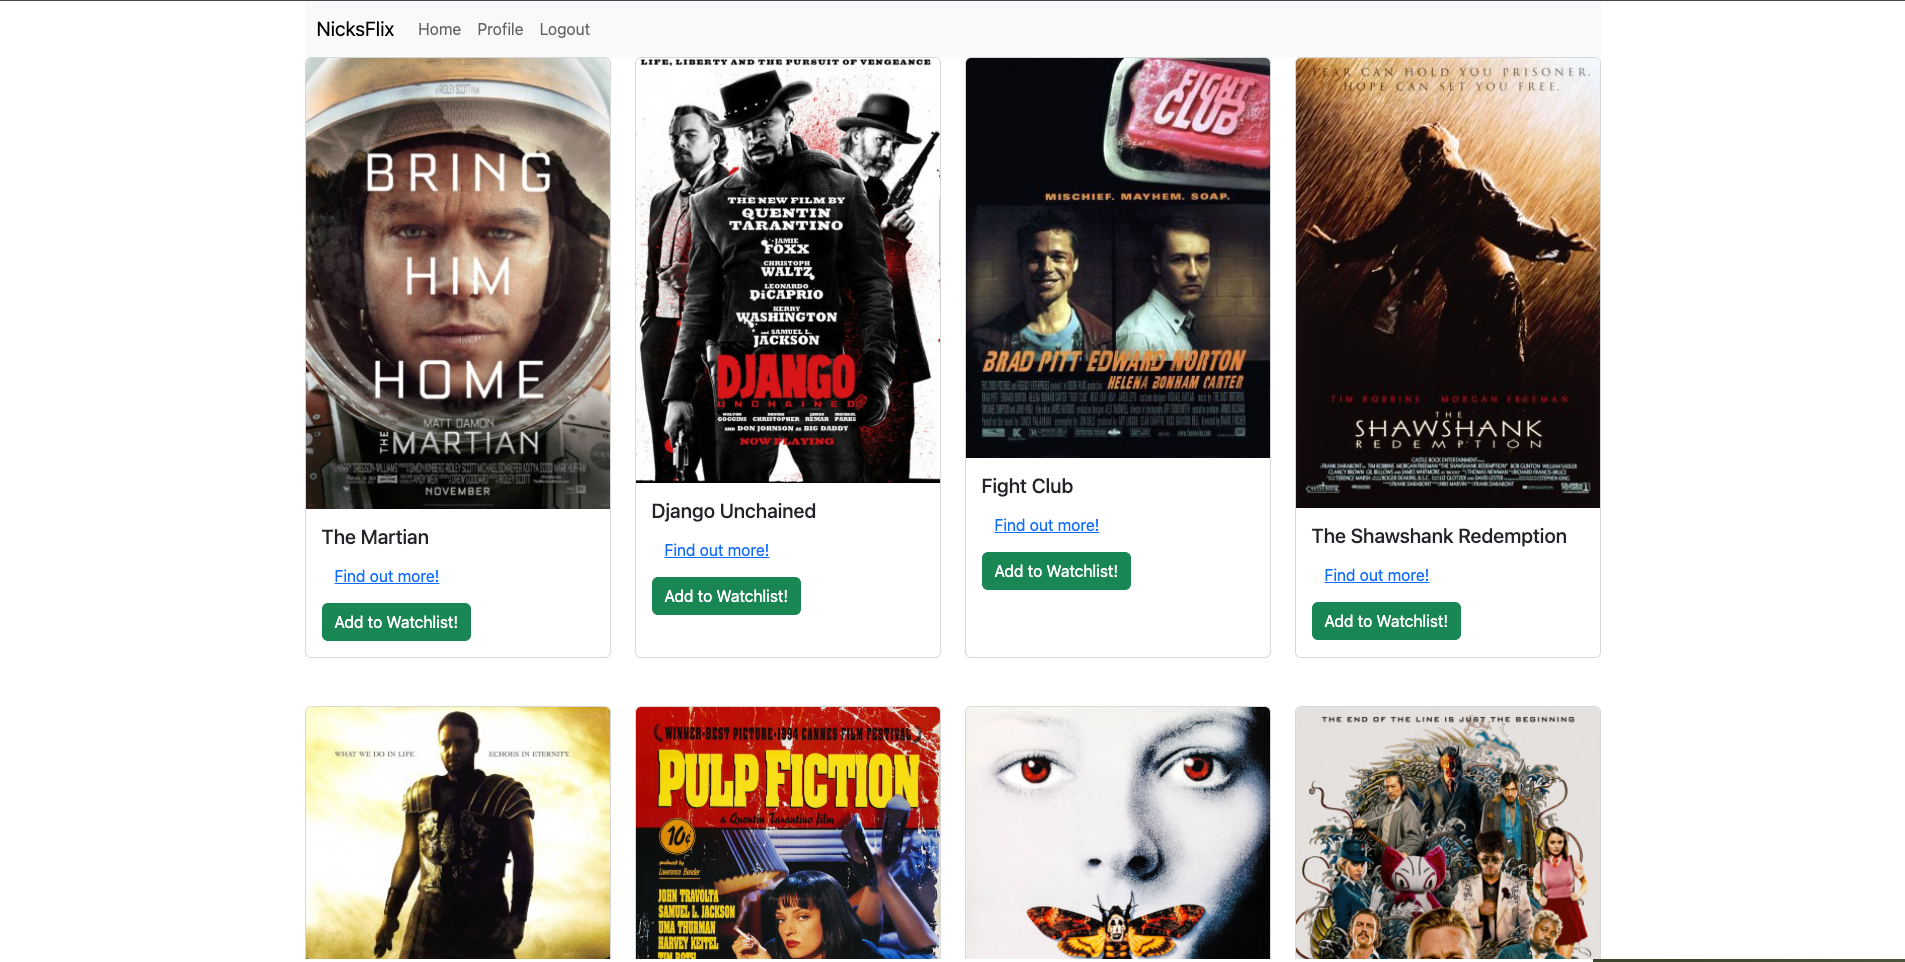 NicksFlix Home Profile Logout
A RIDLEY SCOTT FILM
BRING
HIM
HOME
MATT DAMON
THE MARTIAN
NOVEMBER
The Martian
Find out more!
Add to Watchlist!
LIFE, LIBERTY AND THE PURSUIT OF VENGEANCE
THE NEW FILM BY
QUENTIN
TARANTINO
JAMIE
FOXX
CHRISTOPH
WALTZ
LEONARDO
DiCAPRIO
KERRY
WASHINGTON
AND SAMUEL L.
JACKSON
DJANGO
UNCHAINED
WALTON GOGGINS DENNIS CHRISTOPHER JAMES REMAR MICHAEL PARKS
AND DON JOHNSON AS BIG DADDY
NOW PLAYING
Django Unchained
Find out more!
Add to Watchlist!
FIGHT
CLUB
MISCHIEF. MAYHEM. SOAP.
BRAD PITT EDWARD NORTON
HELENA BONHAM CARTER
Fight Club
Find out more!
Add to Watchlist!
FEAR CAN HOLD YOU PRISONER.
HOPE CAN SET YOU FREE.
TIM ROBBINS MORGAN FREEMAN
THE
SHAWSHANK
REDEMPTION
CASTLE ROCK ENTERTAINMENT
The Shawshank Redemption
Find out more!
Add to Watchlist!
WHAT WE DO IN LIFE ECHOES IN ETERNITY
WINNER-BEST PICTURE-1994 CANNES FILM FESTIVAL
PULP FICTION
a Quentin Tarantino film
10¢
produced by
Lawrence Bender
JOHN TRAVOLTA
SAMUEL L. JACKSON
UMA THURMAN
HARVEY KEITEL
TIM ROTH
THE END OF THE LINE IS JUST THE BEGINNING